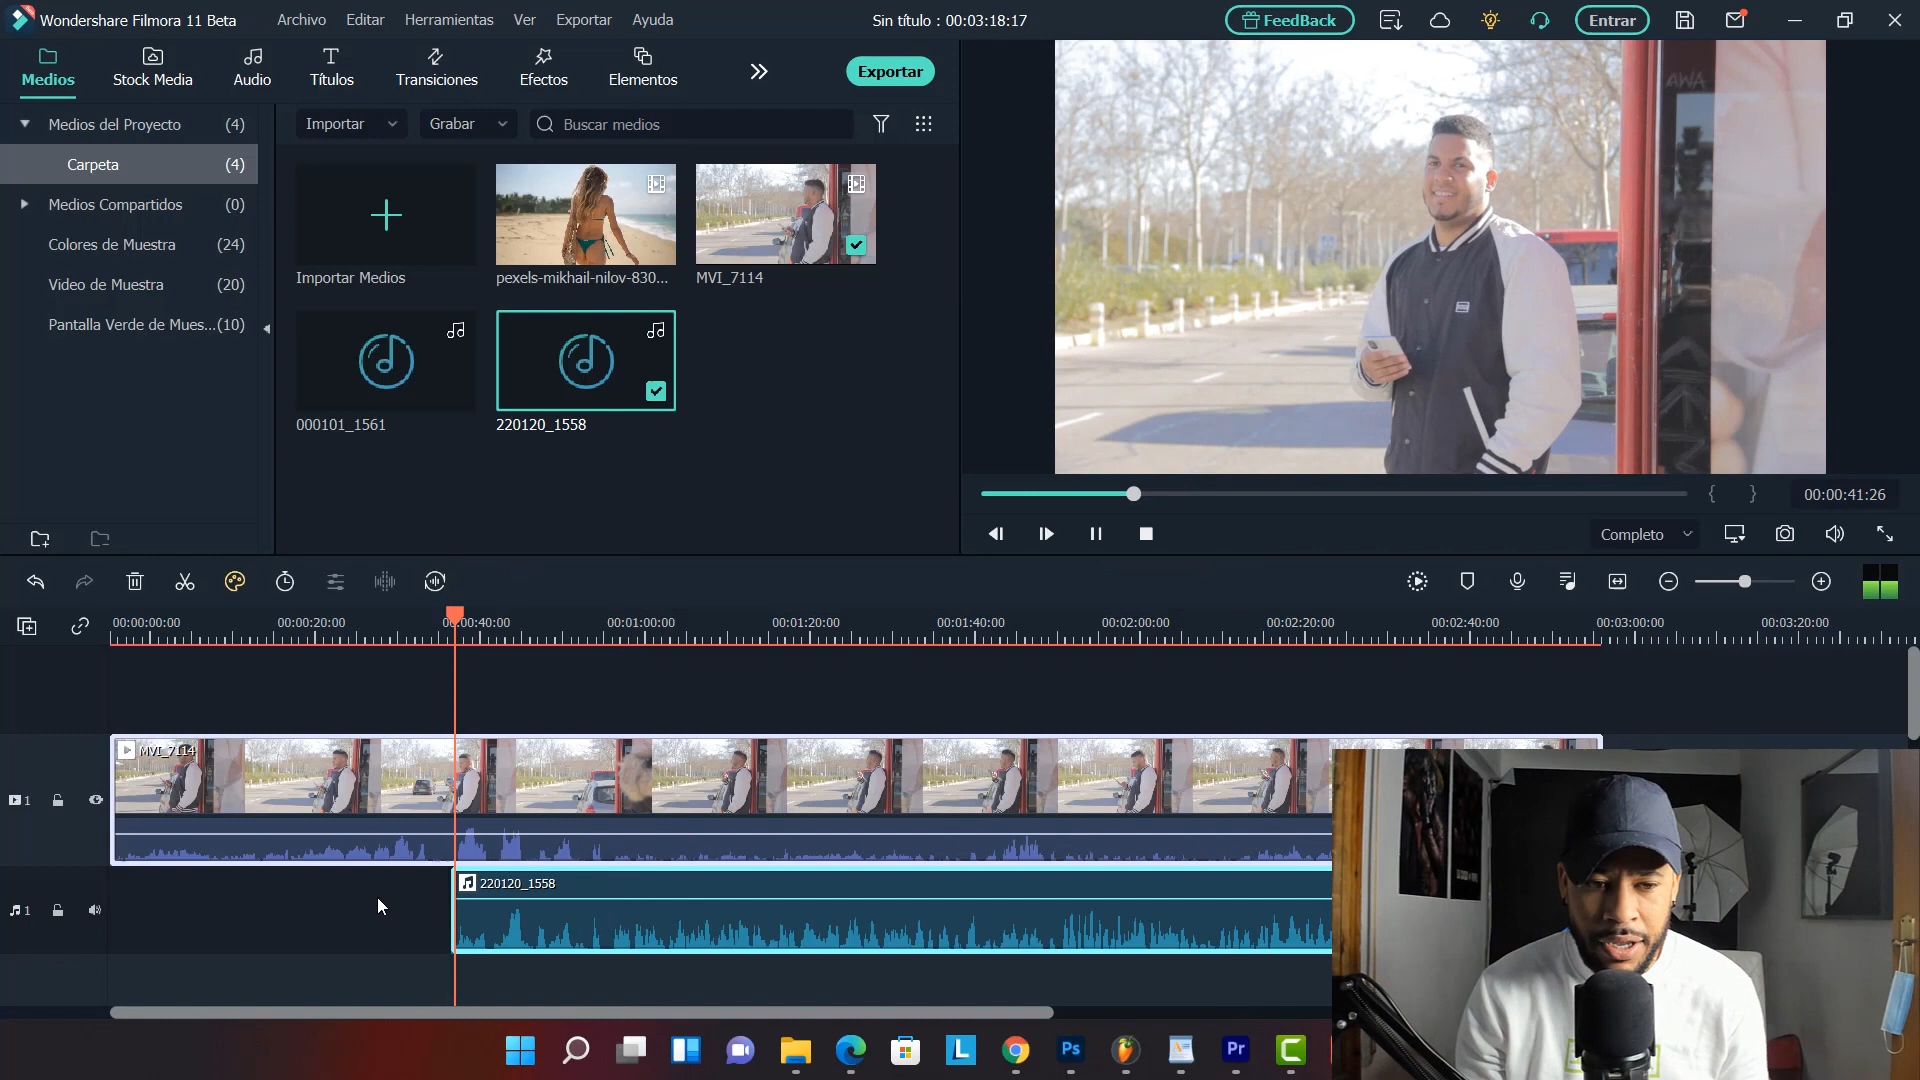 Wondershare Filmora 11 Beta
Archivo Editar Herramientas Ver Exportar Ayuda
Sin título : 00:03:18:17
FeedBack
Entrar
Medios
Stock Media
Audio
Títulos
Transiciones
Efectos
Elementos
Exportar
Medios del Proyecto (4)
Carpeta (4)
Medios Compartidos (0)
Colores de Muestra (24)
Video de Muestra (20)
Pantalla Verde de Mues...(10)
Importar
Grabar
Buscar medios
Importar Medios
pexels-mikhail-nilov-830...
MVI_7114
000101_1561
220120_1558
AWA
{ } 00:00:41:26
Completo
00:00:00:00 00:00:20:00 00:00:40:00 00:01:00:00 00:01:20:00 00:01:40:00 00:02:00:00 00:02:20:00 00:02:40:00 00:03:00:00 00:03:20:00
MVI_7114
1
220120_1558
1
L
Ps
Pr
C